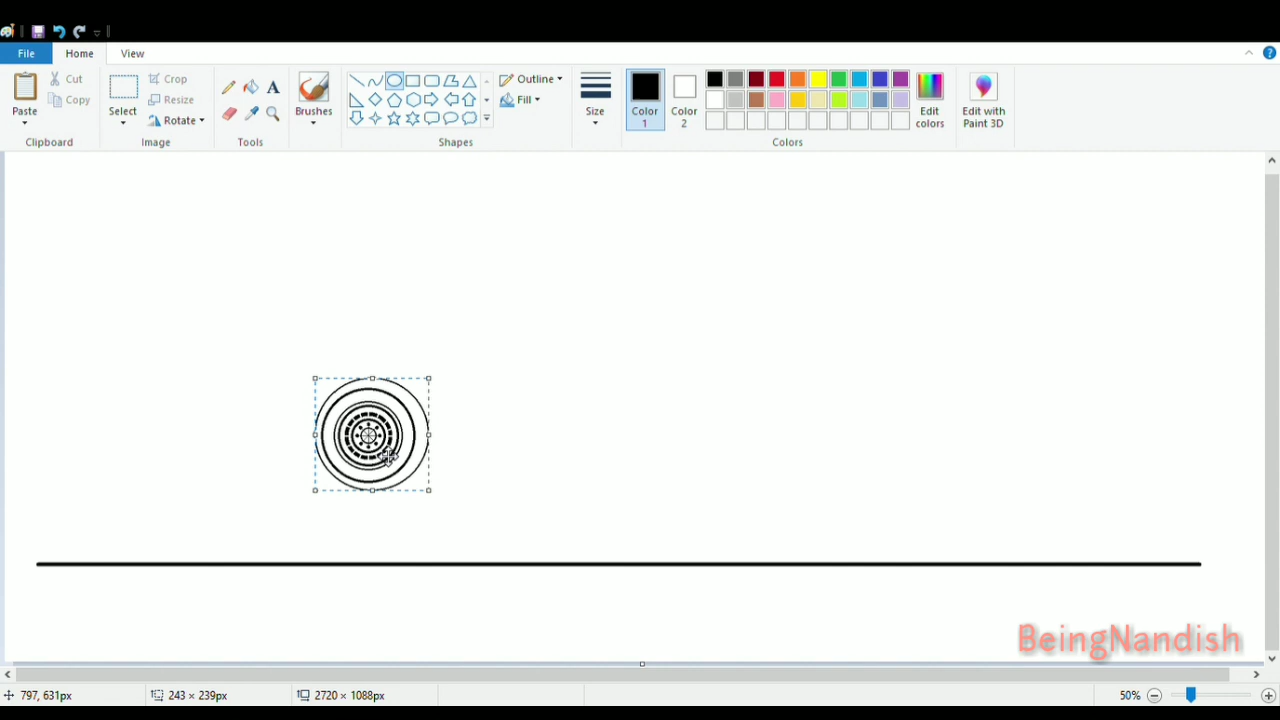 File Home View
Paste
Cut
Copy
Clipboard
Select
Crop
Resize
Rotate
Image
Tools
Brushes
Shapes
Outline
Fill
Size
Color 1
Color 2
Edit colors
Colors
Edit with Paint 3D
BeingNandish
797, 631px 243 × 239px 2720 × 1088px 50%